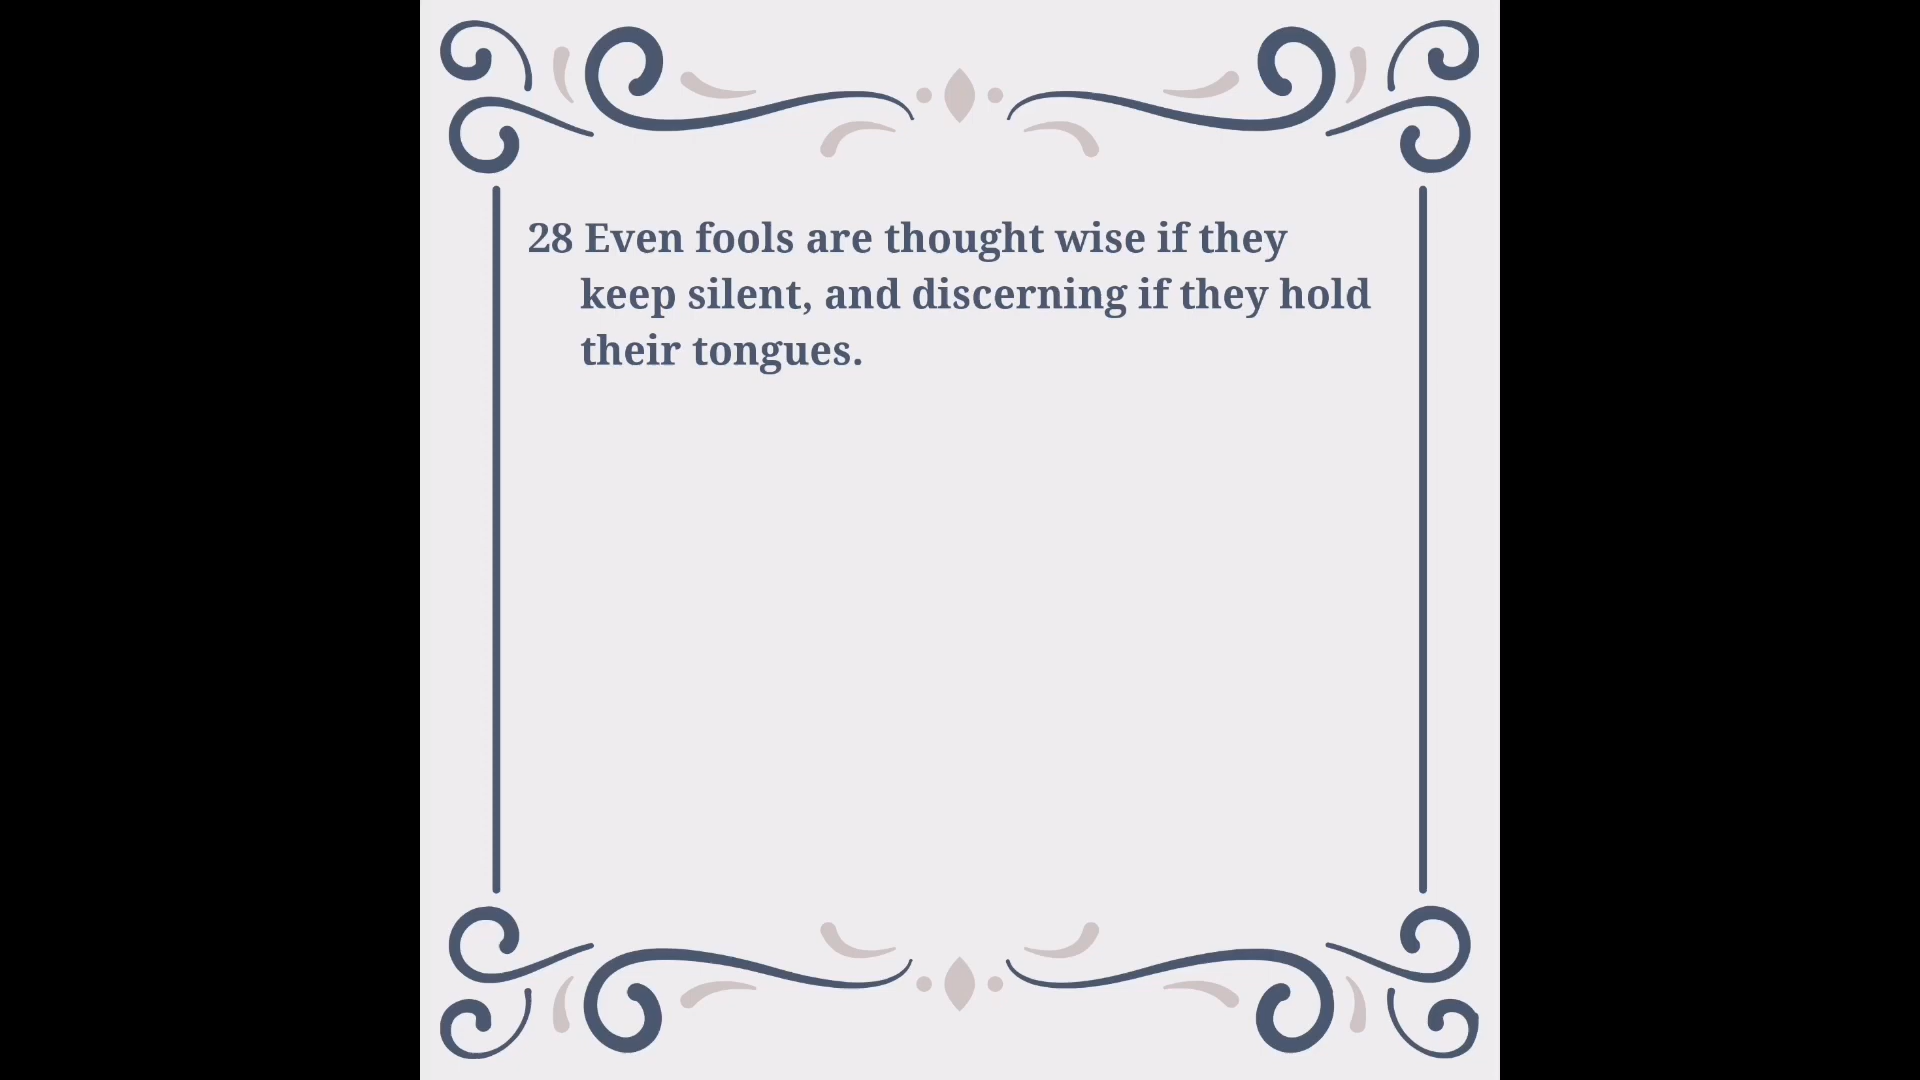 28 Even fools are thought wise if they
keep silent, and discerning if they hold
their tongues.